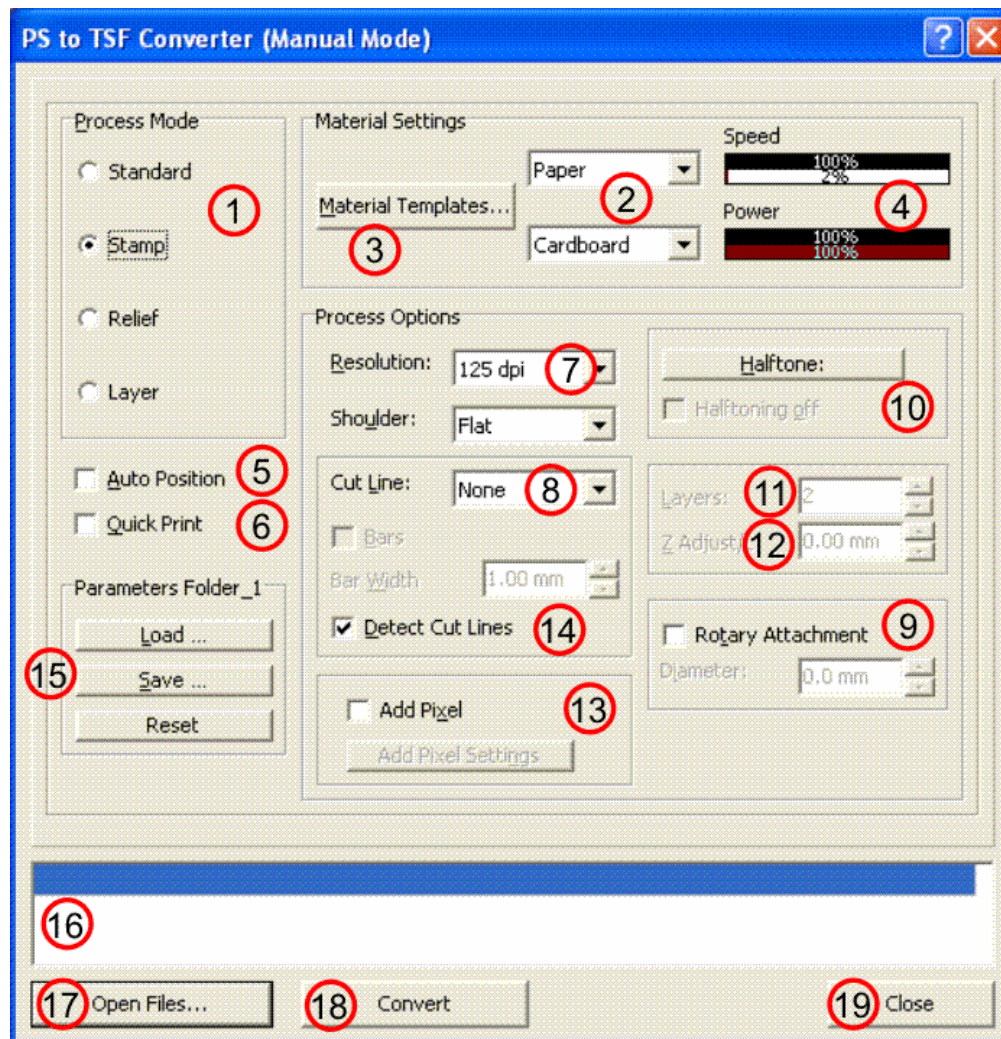 PS to TSF Converter (Manual Mode)
Process Mode
Standard
1
Stamp
Relief
Layer
Material Settings
Material Templates...
3
Paper
2
Cardboard
Speed
100%
2%
4
Power
100%
100%
5
Auto Position
6
Quick Print
Parameters Folder_1
Load ...
15
Save ...
Reset
Process Options
Resolution:
125 dpi
7
Shoulder:
Flat
Cut Line:
None
8
Bars
Bar Width
1.00 mm
Detect Cut Lines
14
Add Pixel
13
Add Pixel Settings
Halftone:
Halftoning off
10
Layers:
11
2
Z Adjust/
12
0.00 mm
Rotary Attachment
9
Diameter:
0.0 mm
16
17 Open Files...
18 Convert
19 Close